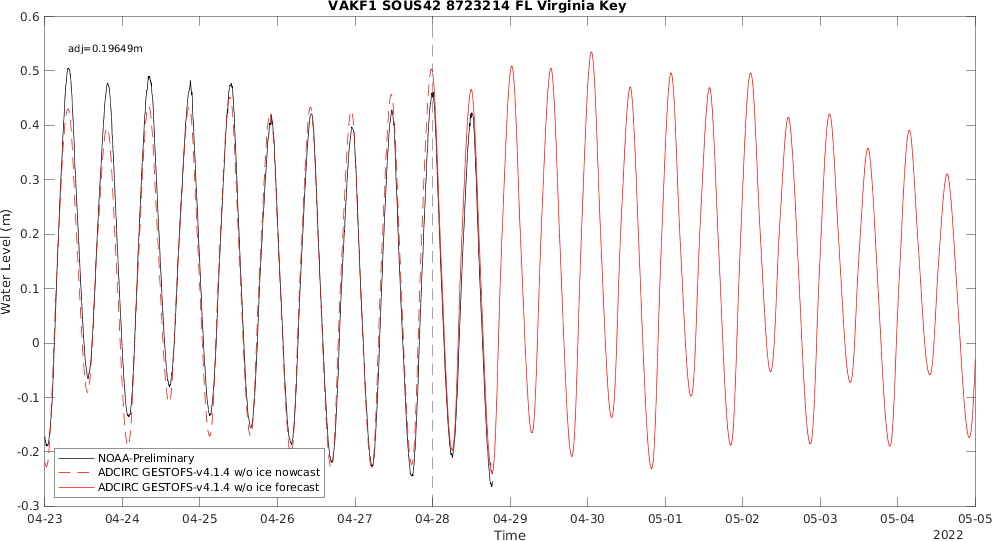 VAKF1 SOUS42 8723214 FL Virginia Key
adj=0.19649m
Water Level (m)
0.6
0.5
0.4
0.3
0.2
0.1
0
-0.1
-0.2
-0.3
NOAA-Preliminary
ADCIRC GESTOFS-v4.1.4 w/o ice nowcast
ADCIRC GESTOFS-v4.1.4 w/o ice forecast
04-23 04-24 04-25 04-26 04-27 04-28 04-29 04-30 05-01 05-02 05-03 05-04 05-05
Time
2022